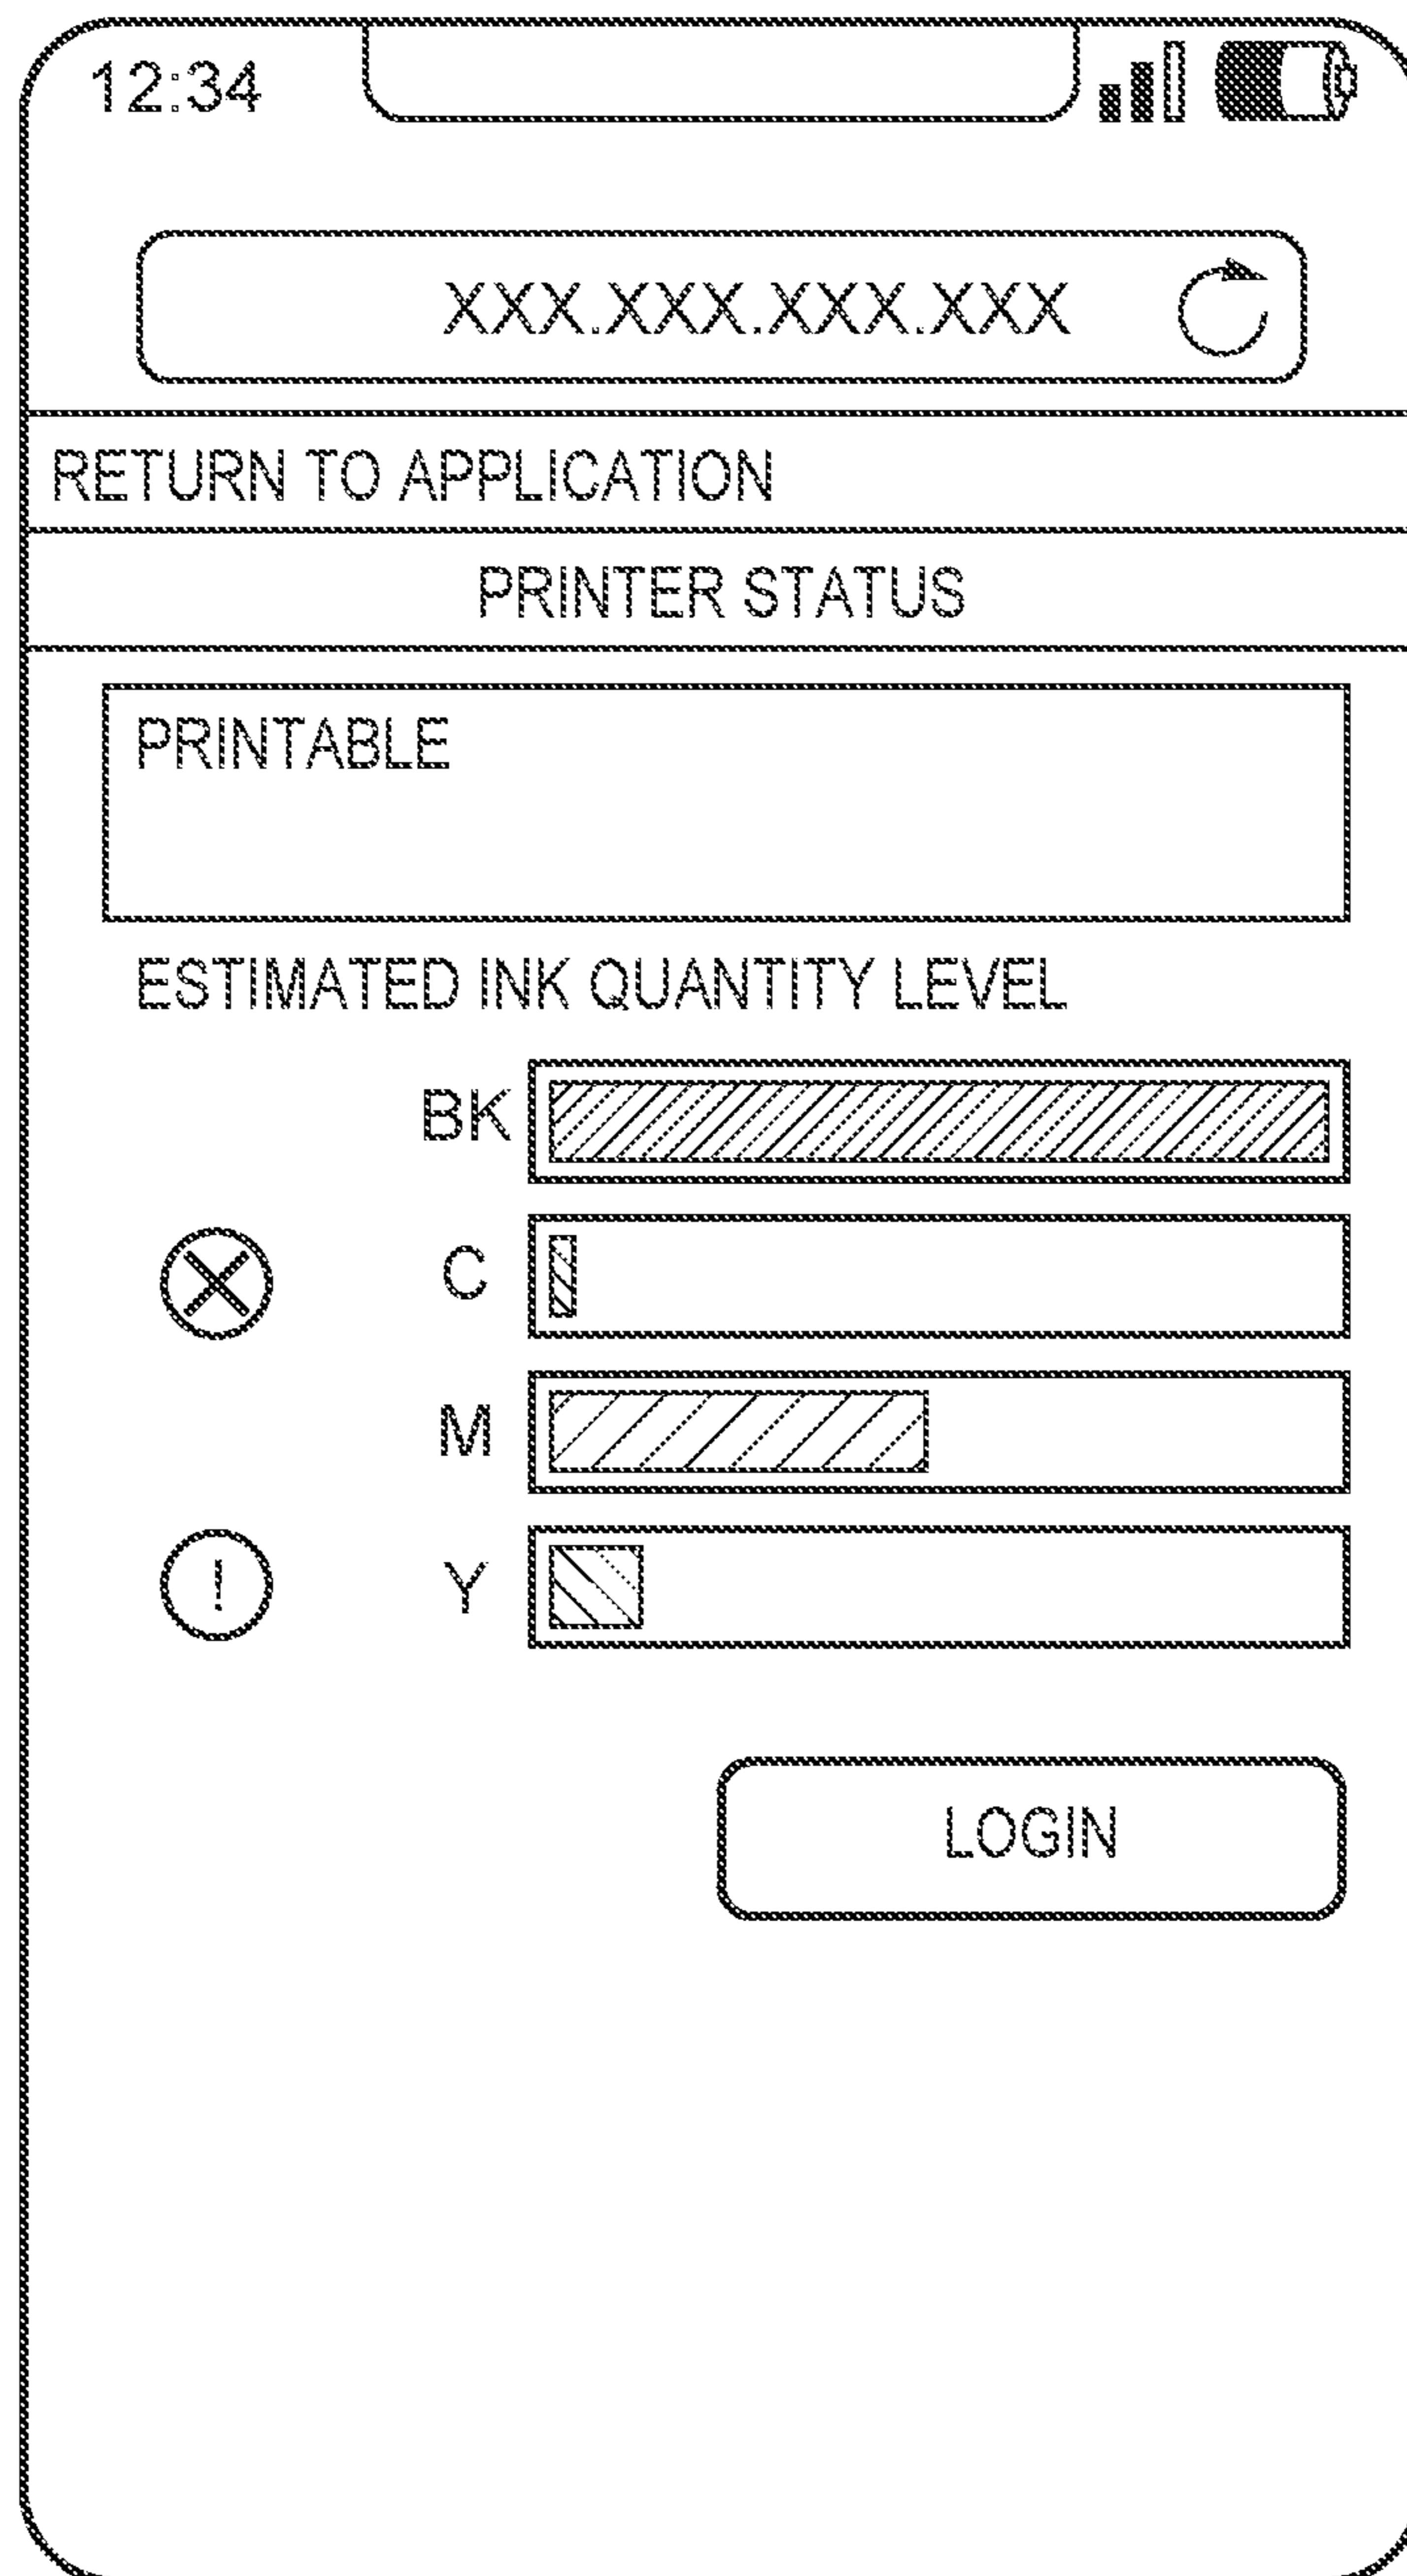 12:34
XXX.XXX.XXX.XXX
RETURN TO APPLICATION
PRINTER STATUS
PRINTABLE
ESTIMATED INK QUANTITY LEVEL
BK
C
M
! Y
LOGIN